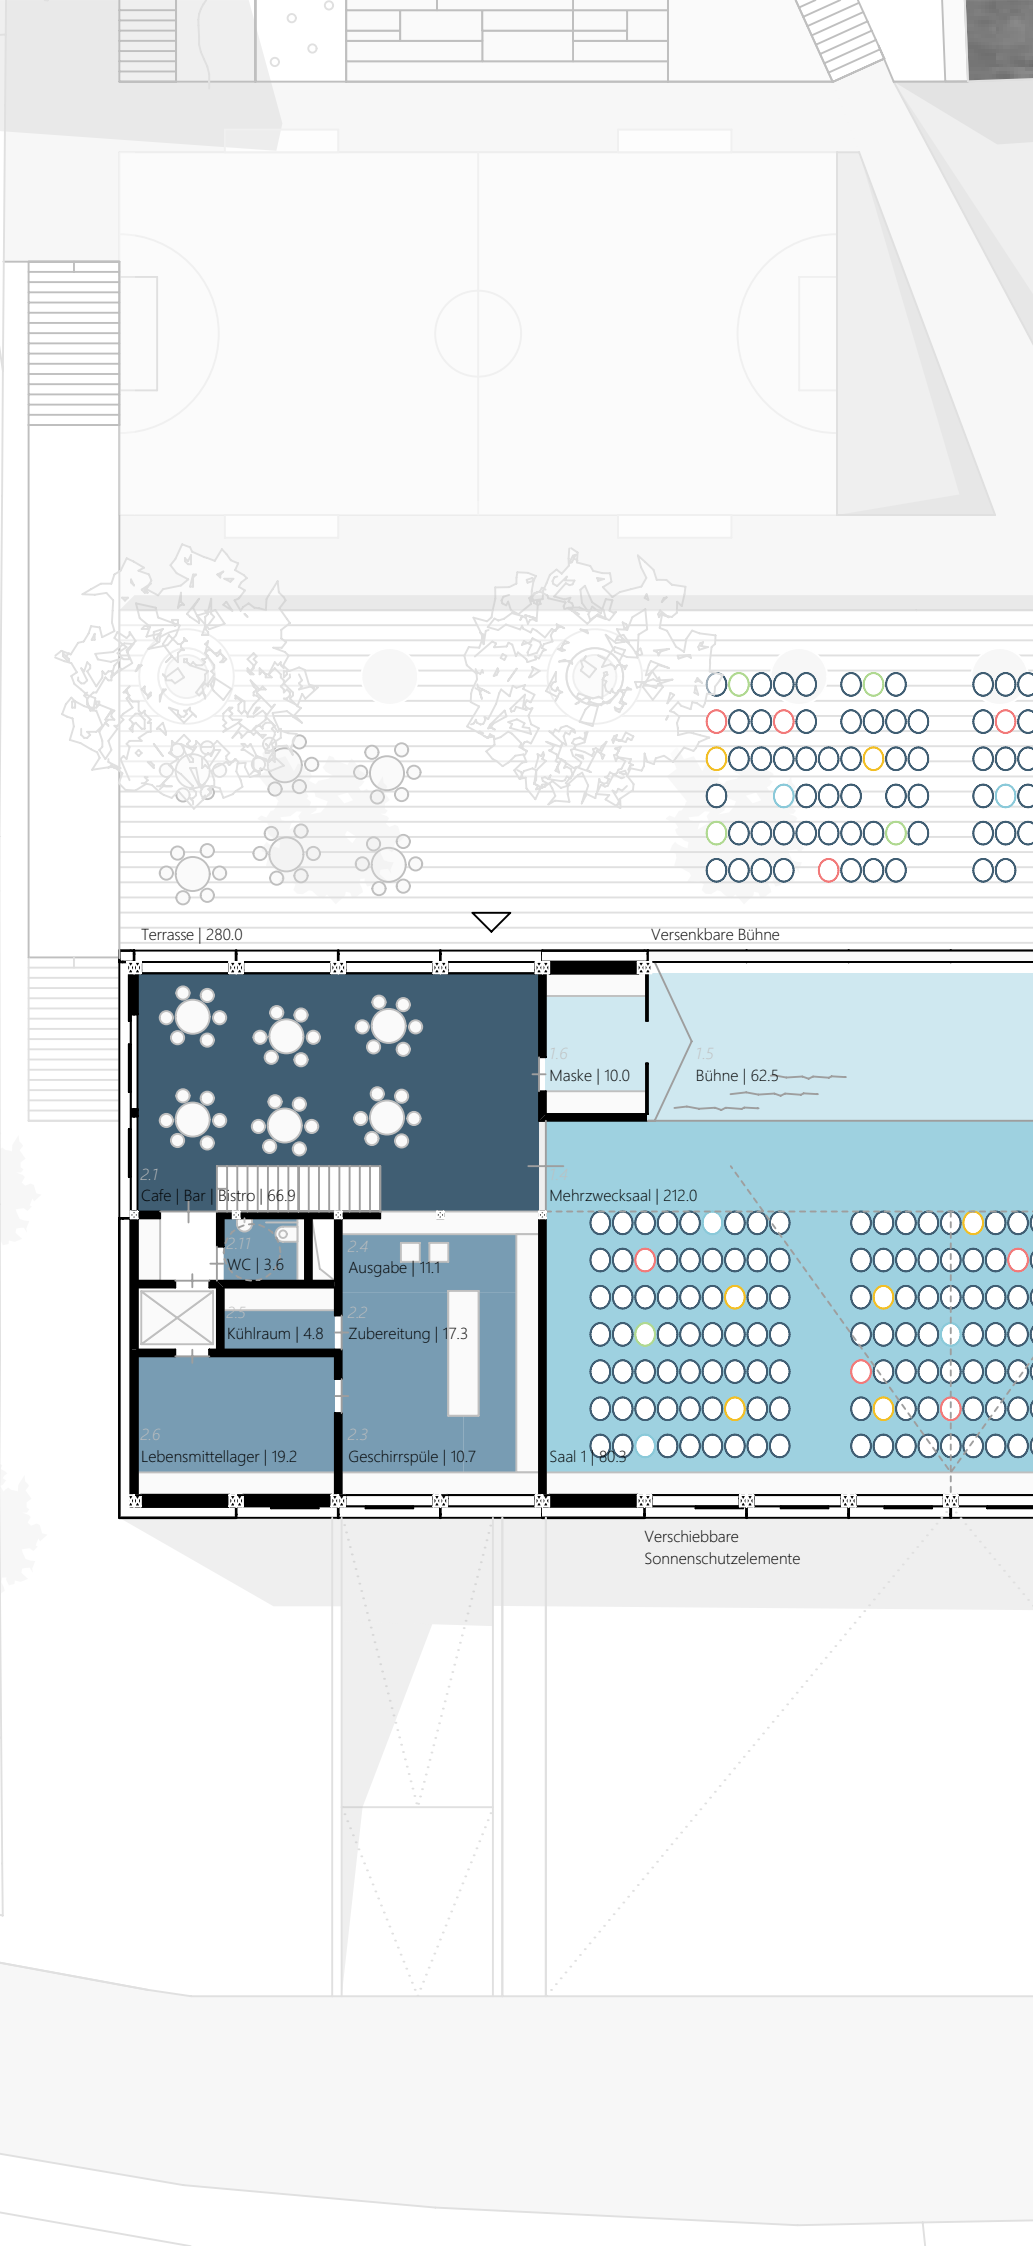 Terrasse | 280.0
Versenkbare Bühne
1.6
Maske | 10.0
1.5
Bühne | 62.5
2.1
Cafe | Bar | Bistro | 66.9
Mehrzwecksaal | 212.0
2.11
WC | 3.6
2.4
Ausgabe | 11.1
2.5
Kühlraum | 4.8
2.2
Zubereitung | 17.3
2.6
Lebensmittellager | 19.2
2.3
Geschirrspüle | 10.7
Saal 1 | 80.3
Verschiebbare
Sonnenschutzelemente